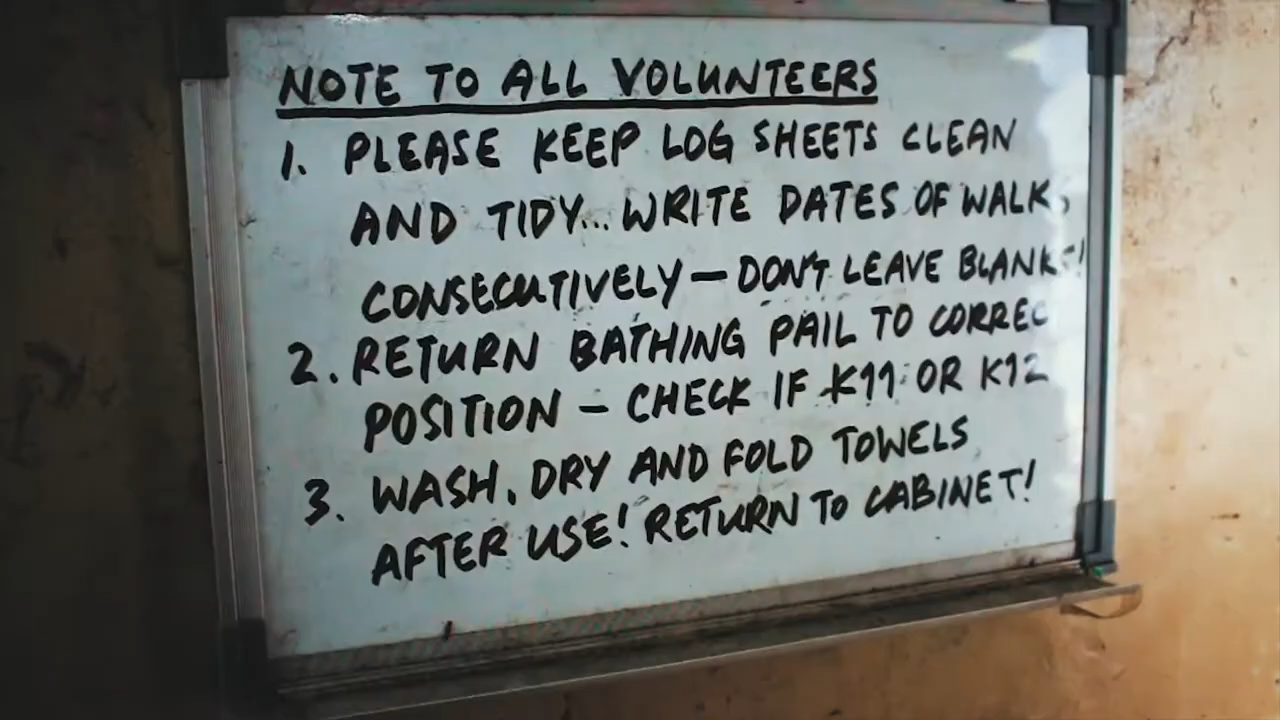 NOTE TO ALL VOLUNTEERS
1. PLEASE KEEP LOG SHEETS CLEAN
AND TIDY... WRITE DATES OF WALKS
CONSECUTIVELY — DON'T LEAVE BLANKS!
2. RETURN BATHING PAIL TO CORREC
POSITION — CHECK IF K11 OR K12
3. WASH, DRY AND FOLD TOWELS
AFTER USE! RETURN TO CABINET!